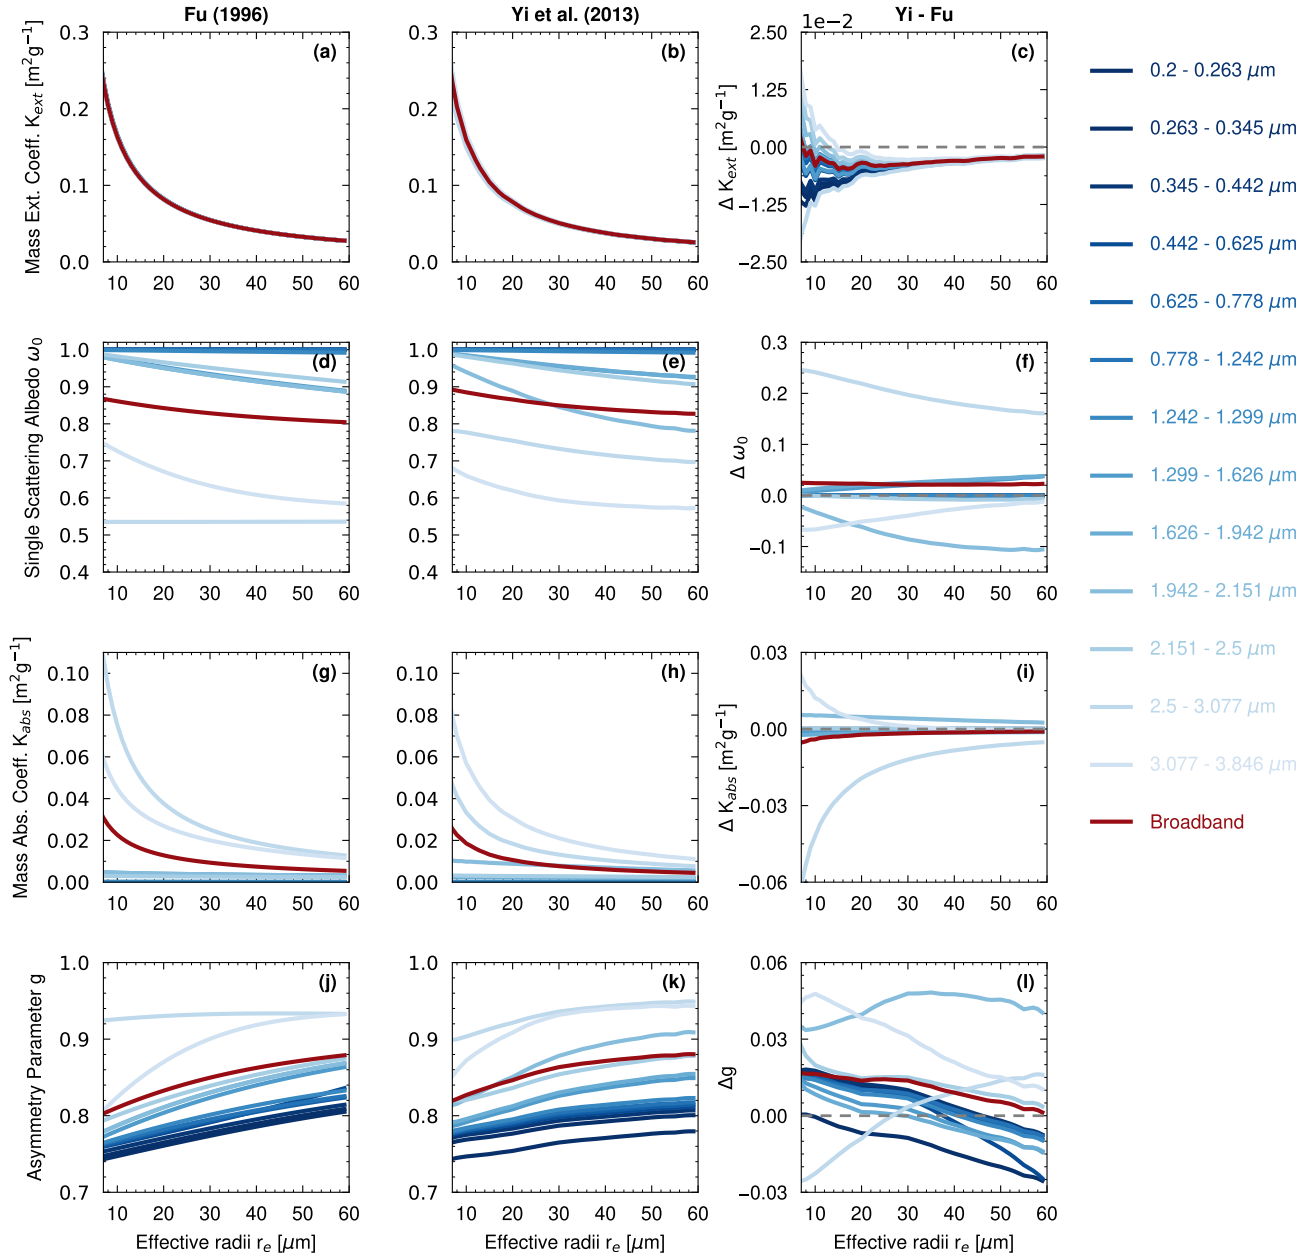 Fu (1996)
Yi et al. (2013)
Yi - Fu
1e−2
Mass Ext. Coeff. K_ext [m²g⁻¹]
0.3
0.2
0.1
0.0
(a)
10 20 30 40 50 60
0.3
0.2
0.1
0.0
(b)
10 20 30 40 50 60
Δ K_ext [m²g⁻¹]
2.50
1.25
0.00
−1.25
−2.50
(c)
10 20 30 40 50 60
Single Scattering Albedo ω₀
1.0
0.9
0.8
0.7
0.6
0.5
0.4
(d)
10 20 30 40 50 60
1.0
0.9
0.8
0.7
0.6
0.5
0.4
(e)
10 20 30 40 50 60
Δ ω₀
0.3
0.2
0.1
0.0
−0.1
(f)
10 20 30 40 50 60
Mass Abs. Coeff. K_abs [m²g⁻¹]
0.10
0.08
0.06
0.04
0.02
0.00
(g)
10 20 30 40 50 60
0.10
0.08
0.06
0.04
0.02
0.00
(h)
10 20 30 40 50 60
Δ K_abs [m²g⁻¹]
0.03
0.00
−0.03
−0.06
(i)
10 20 30 40 50 60
Asymmetry Parameter g
1.0
0.9
0.8
0.7
(j)
10 20 30 40 50 60
Effective radii r_e [μm]
1.0
0.9
0.8
0.7
(k)
10 20 30 40 50 60
Effective radii r_e [μm]
Δg
0.06
0.03
0.00
−0.03
(l)
10 20 30 40 50 60
Effective radii r_e [μm]
0.2 - 0.263 μm
0.263 - 0.345 μm
0.345 - 0.442 μm
0.442 - 0.625 μm
0.625 - 0.778 μm
0.778 - 1.242 μm
1.242 - 1.299 μm
1.299 - 1.626 μm
1.626 - 1.942 μm
1.942 - 2.151 μm
2.151 - 2.5 μm
2.5 - 3.077 μm
3.077 - 3.846 μm
Broadband